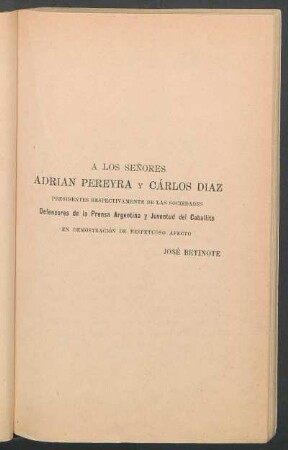 A LOS SEÑORES
ADRIAN PEREYRA Y CÁRLOS DIAZ
PRESIDENTES RESPECTIVAMENTE DE LAS SOCIEDADES
Defensores de la Prensa Argentina y Juventud del Caballito
EN DEMOSTRACIÓN DE RESPETUOSO AFECTO
JOSÉ BETINOTE